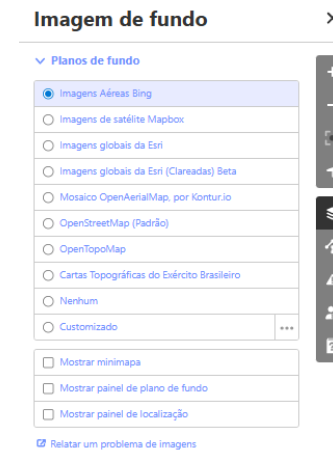 Imagem de fundo
Planos de fundo
Imagens Aéreas Bing
Imagens de satélite Mapbox
Imagens globais da Esri
Imagens globais da Esri (Clareadas) Beta
Mosaico OpenAerialMap, por Kontur.io
OpenStreetMap (Padrão)
OpenTopoMap
Cartas Topográficas do Exército Brasileiro
Nenhum
Customizado
Mostrar minimapa
Mostrar painel de plano de fundo
Mostrar painel de localização
Relatar um problema de imagens